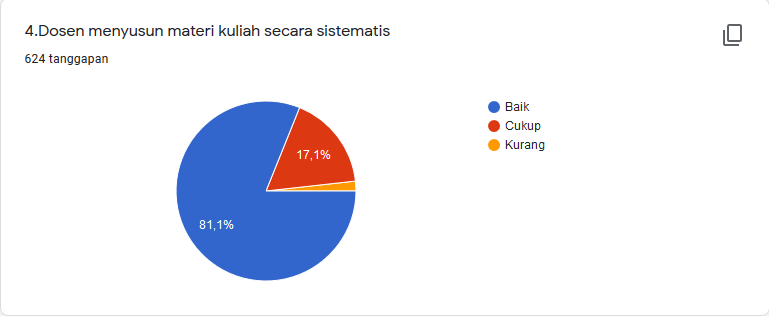 4.Dosen menyusun materi kuliah secara sistematis
624 tanggapan
Baik
Cukup
Kurang
17,1%
81,1%